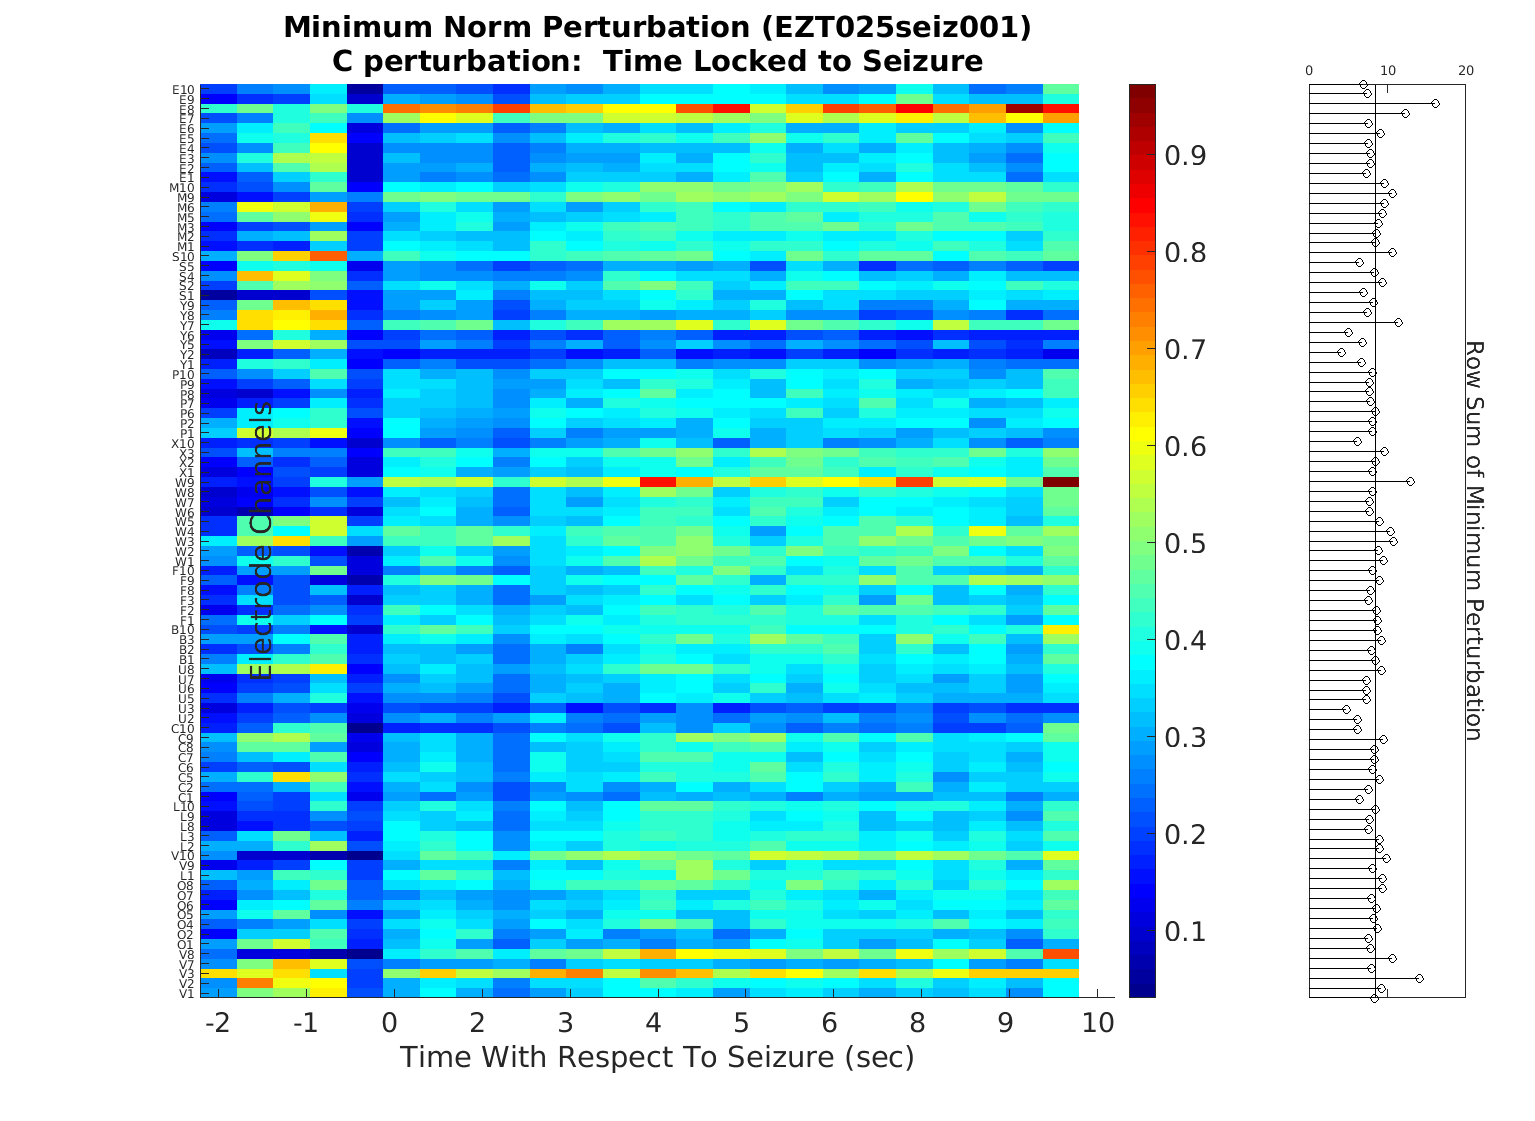 Minimum Norm Perturbation (EZT025seiz001)
C perturbation:  Time Locked to Seizure
0 10 20
E10
E9
E8
E7
E6
E5
E4
E3
E2
E1
M10
M9
M6
M5
M3
M2
M1
S10
S5
S4
S2
S1
Y9
Y8
Y7
Y6
Y5
Y2
Y1
P10
P9
P8
P7
P6
P2
P1
X10
X3
X2
X1
W9
W8
W7
W6
W5
W4
W3
W2
W1
F10
F9
F8
F3
F2
F1
B10
B3
B2
B1
U8
U7
U6
U5
U3
U2
C10
C9
C8
C7
C6
C5
C2
C1
L10
L9
L8
L3
L2
V10
V9
L1
O8
O7
O6
O5
O4
O2
O1
V8
V7
V3
V2
V1
Electrode Channels
0.9
0.8
0.7
0.6
0.5
0.4
0.3
0.2
0.1
Row Sum of Minimum Perturbation
-2 -1 0 2 3 4 5 6 8 9 10
Time With Respect To Seizure (sec)